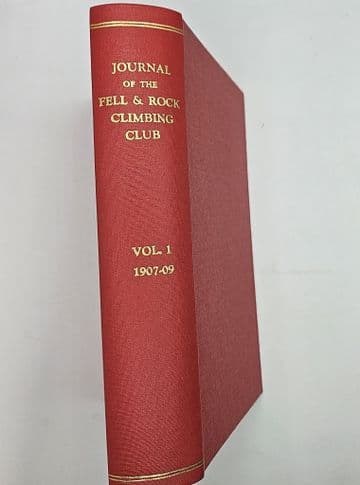 JOURNAL
OF THE
FELL & ROCK
CLIMBING
CLUB
VOL. 1
1907-09